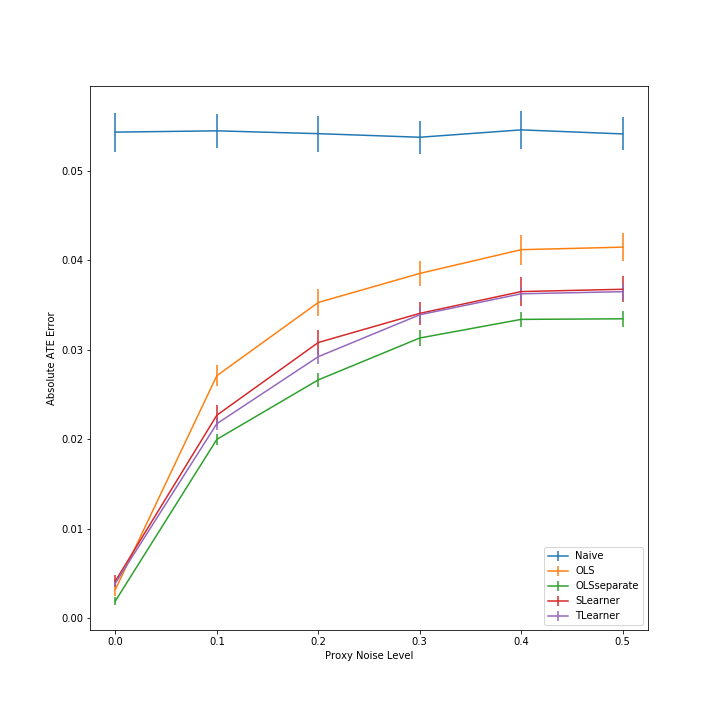 Absolute ATE Error
0.05
0.04
0.03
0.02
0.01
0.00
0.0 0.1 0.2 0.3 0.4 0.5
Proxy Noise Level
Naive
OLS
OLSseparate
SLearner
TLearner